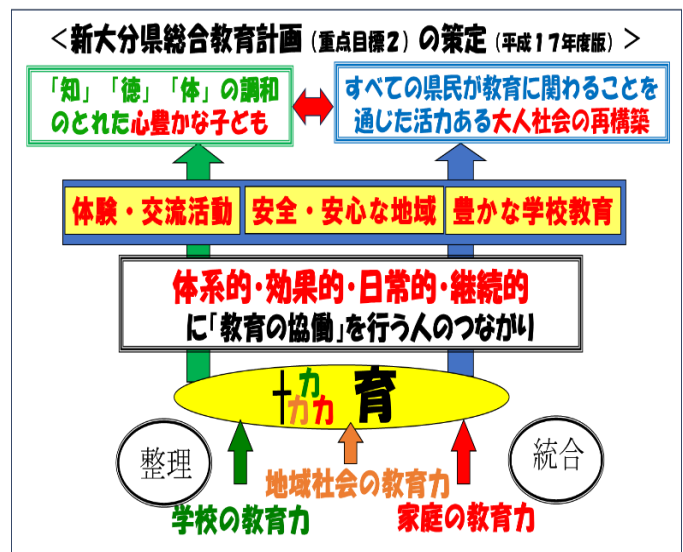 ＜新大分県総合教育計画（重点目標２）の策定（平成１７年度版）＞
「知」「徳」「体」の調和
のとれた心豊かな子ども
すべての県民が教育に関わることを
通じた活力ある大人社会の再構築
体験・交流活動
安全・安心な地域
豊かな学校教育
体系的・効果的・日常的・継続的
に「教育の協働」を行う人のつながり
十力力力 育
整理
統合
地域社会の教育力
学校の教育力
家庭の教育力